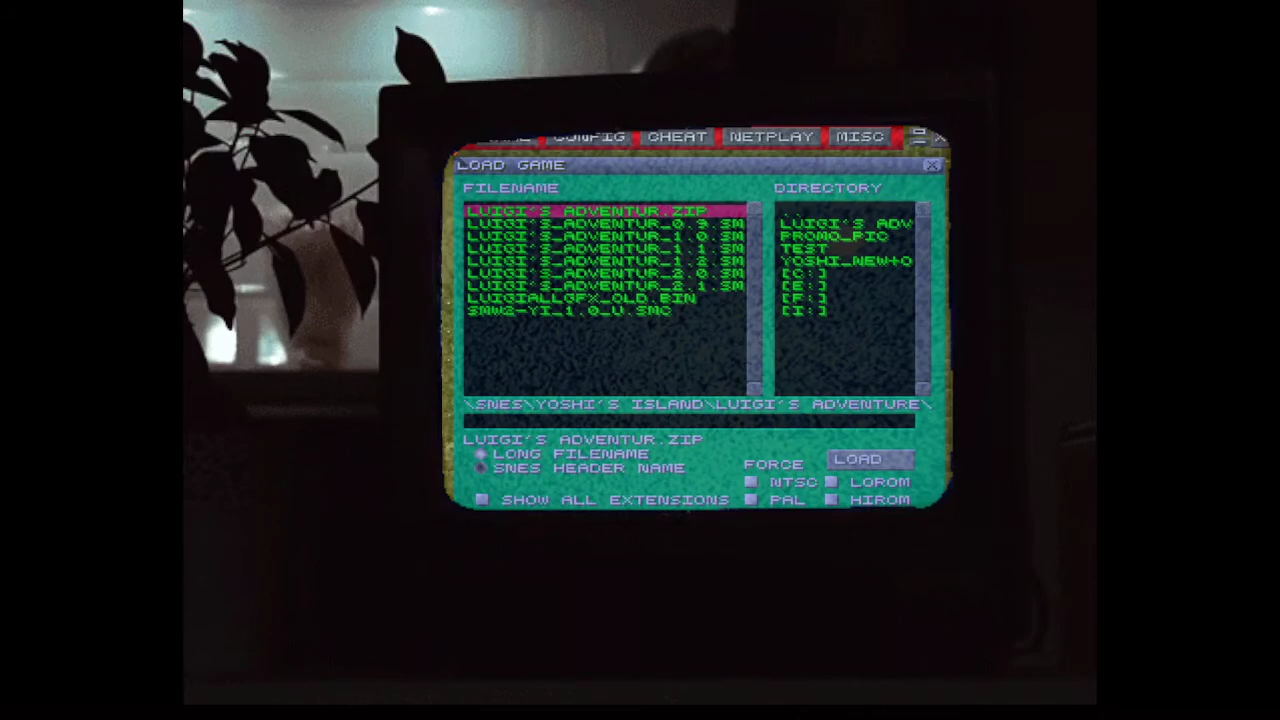 CONFIG CHEAT NETPLAY MISC
LOAD GAME X
FILENAME DIRECTORY
LUIGI'S ADVENTUR.ZIP ..
LUIGI'S_ADVENTUR_0.9.SM LUIGI'S ADV
LUIGI'S_ADVENTUR_1.0.SM PROMO_PIC
LUIGI'S_ADVENTUR_1.1.SM TEST
LUIGI'S_ADVENTUR_1.2.SM YOSHI_NEW+O
LUIGI'S_ADVENTUR_2.0.SM [C:]
LUIGI'S_ADVENTUR_2.1.SM [E:]
LUIGIALLGFX_OLD.BIN [F:]
SMW2-YI_1.0_U.SMC [I:]
\SNES\YOSHI'S ISLAND\LUIGI'S ADVENTURE\
LUIGI'S ADVENTUR.ZIP
LONG FILENAME
SNES HEADER NAME
FORCE LOAD
NTSC LOROM
SHOW ALL EXTENSIONS PAL HIROM